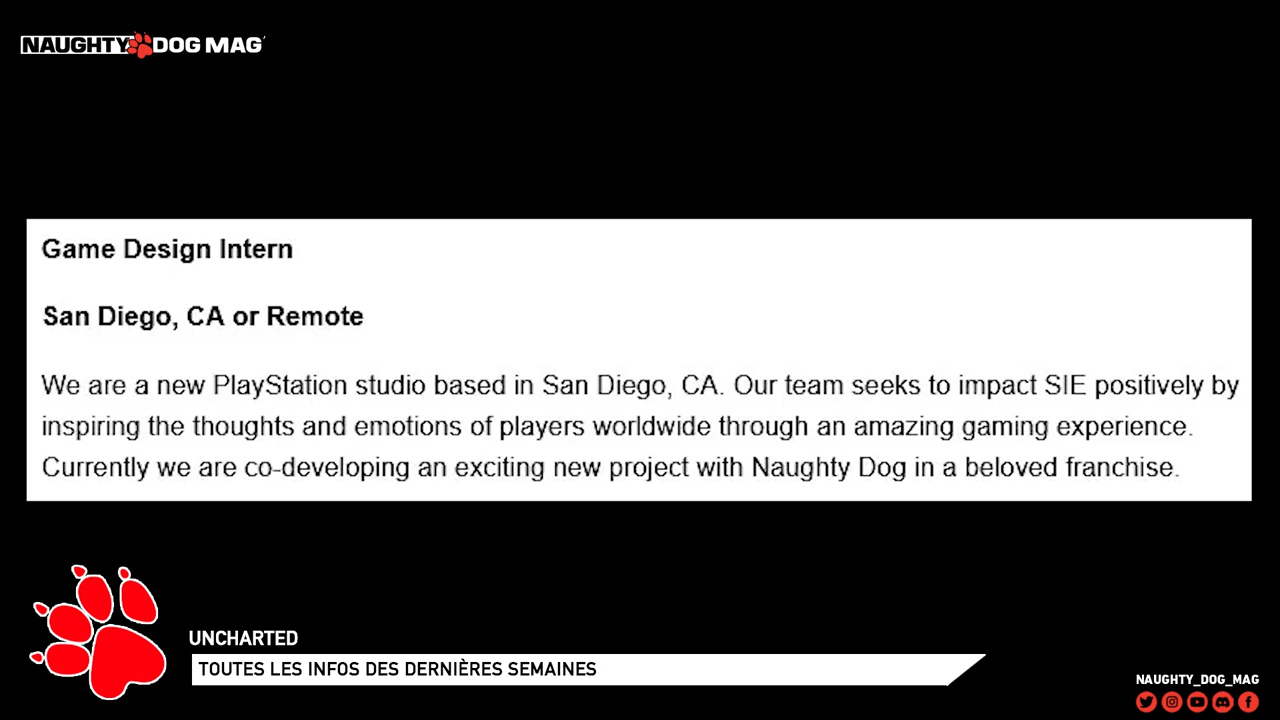 NAUGHTY DOG MAG
Game Design Intern
San Diego, CA or Remote
We are a new PlayStation studio based in San Diego, CA. Our team seeks to impact SIE positively by
inspiring the thoughts and emotions of players worldwide through an amazing gaming experience.
Currently we are co-developing an exciting new project with Naughty Dog in a beloved franchise.
UNCHARTED
TOUTES LES INFOS DES DERNIÈRES SEMAINES
NAUGHTY_DOG_MAG